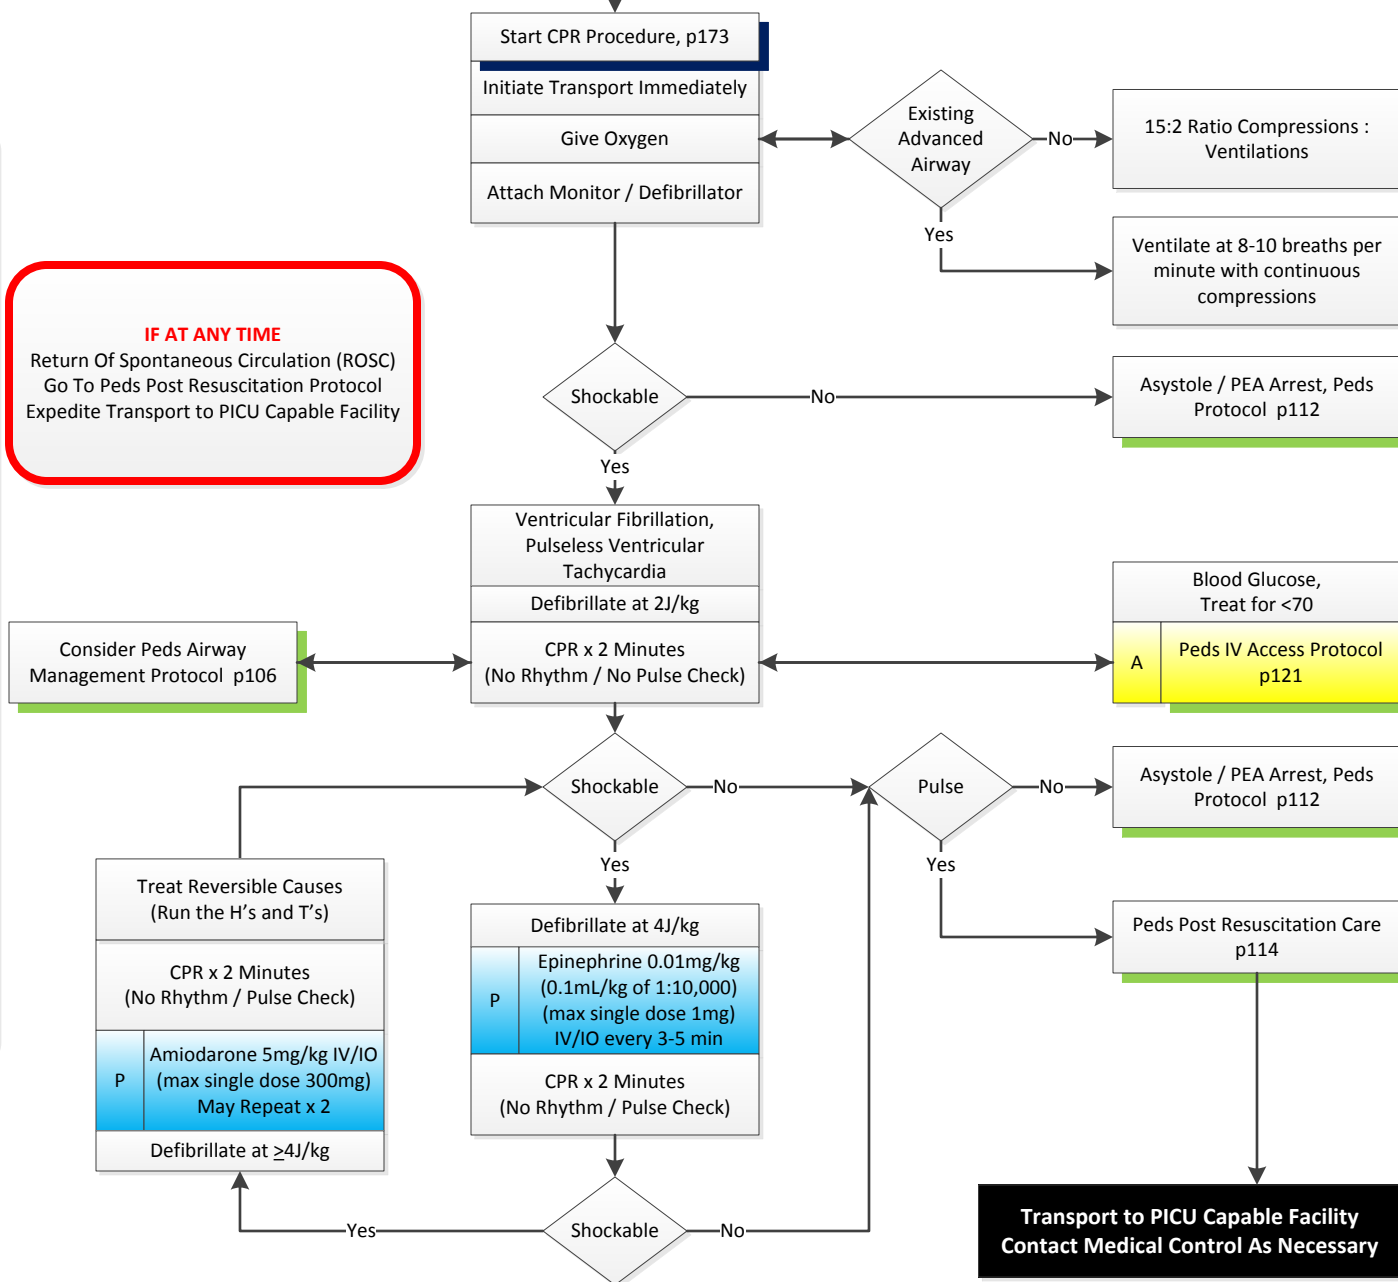 Start CPR Procedure, p173
Initiate Transport Immediately
Give Oxygen
Attach Monitor / Defibrillator
Existing
Advanced
Airway
No
15:2 Ratio Compressions :
Ventilations
Yes
Ventilate at 8-10 breaths per
minute with continuous
compressions
IF AT ANY TIME
Return Of Spontaneous Circulation (ROSC)
Go To Peds Post Resuscitation Protocol
Expedite Transport to PICU Capable Facility
Shockable
No
Asystole / PEA Arrest, Peds
Protocol p112
Yes
Ventricular Fibrillation,
Pulseless Ventricular
Tachycardia
Defibrillate at 2J/kg
CPR x 2 Minutes
(No Rhythm / No Pulse Check)
Consider Peds Airway
Management Protocol p106
Blood Glucose,
Treat for <70
A
Peds IV Access Protocol
p121
Shockable
No
Pulse
No
Asystole / PEA Arrest, Peds
Protocol p112
Yes
Yes
Peds Post Resuscitation Care
p114
Defibrillate at 4J/kg
P
Epinephrine 0.01mg/kg
(0.1mL/kg of 1:10,000)
(max single dose 1mg)
IV/IO every 3-5 min
CPR x 2 Minutes
(No Rhythm / Pulse Check)
Treat Reversible Causes
(Run the H’s and T’s)
CPR x 2 Minutes
(No Rhythm / Pulse Check)
P
Amiodarone 5mg/kg IV/IO
(max single dose 300mg)
May Repeat x 2
Defibrillate at ≥4J/kg
Yes
Shockable
No
Transport to PICU Capable Facility
Contact Medical Control As Necessary